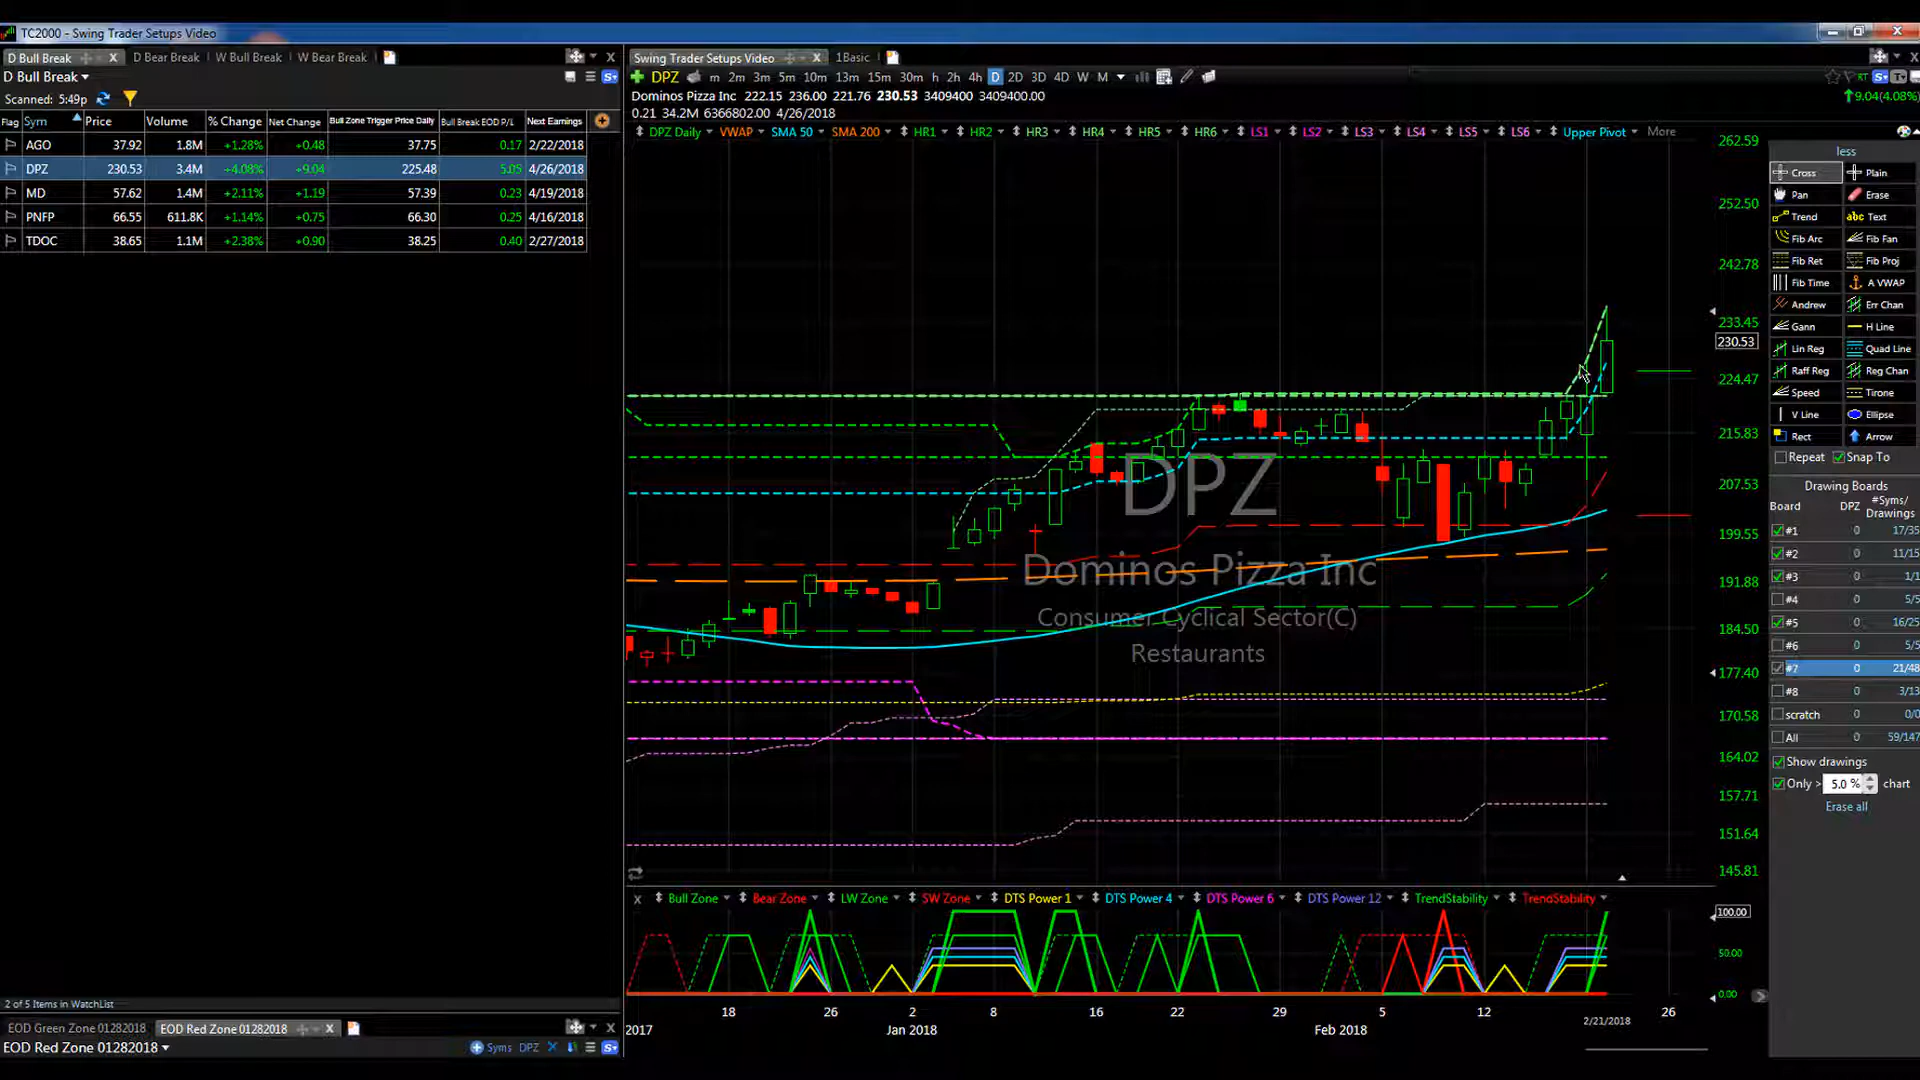 TC2000 - Swing Trader Setups Video
D Bull Break X D Bear Break W Bull Break W Bear Break X
D Bull Break
Scanned: 5:49p
Flag Sym Price Volume % Change Net Change Bull Zone Trigger Price Daily Bull Break EOD P/L Next Earnings
AGO 37.92 1.8M +1.28% +0.48 37.75 0.17 2/22/2018
DPZ 230.53 3.4M +4.08% +9.04 225.48 5.05 4/26/2018
MD 57.62 1.4M +2.11% +1.19 57.39 0.23 4/19/2018
PNFP 66.55 611.8K +1.14% +0.75 66.30 0.25 4/16/2018
TDOC 38.65 1.1M +2.38% +0.90 38.25 0.40 2/27/2018
2 of 5 Items in WatchList
EOD Green Zone 01282018 EOD Red Zone 01282018 X
EOD Red Zone 01282018 Syms DPZ
Swing Trader Setups Video X 1Basic
DPZ m 2m 3m 5m 10m 13m 15m 30m h 2h 4h D 2D 3D 4D W M RT
Dominos Pizza Inc 222.15 236.00 221.76 230.53 3409400 3409400.00 9.04(4.08%)
0.21 34.2M 6366802.00 4/26/2018
DPZ Daily VWAP SMA 50 SMA 200 HR1 HR2 HR3 HR4 HR5 HR6 LS1 LS2 LS3 LS4 LS5 LS6 Upper Pivot More
262.59
252.50
242.78
233.45
230.53
224.47
215.83
207.53
199.55
191.88
184.50
177.40
170.58
164.02
157.71
151.64
145.81
DPZ
Dominos Pizza Inc
Consumer Cyclical Sector(C)
Restaurants
x Bull Zone Bear Zone LW Zone SW Zone DTS Power 1 DTS Power 4 DTS Power 6 DTS Power 12 TrendStability TrendStability
100.00
50.00
0.00
18 26 2 8 16 22 29 5 12 2/21/2018 26
2017 Jan 2018 Feb 2018
less
Cross Plain
Pan Erase
Trend abc Text
Fib Arc Fib Fan
Fib Ret Fib Proj
Fib Time A VWAP
Andrew Err Chan
Gann H Line
Lin Reg Quad Line
Raff Reg Reg Chan
Speed Tirone
V Line Ellipse
Rect Arrow
Repeat Snap To
Drawing Boards
Board DPZ #Syms/ Drawings
#1 0 17/35
#2 0 11/15
#3 0 1/1
#4 0 5/5
#5 0 16/25
#6 0 5/5
#7 0 21/48
#8 0 3/13
scratch 0 0/0
All 0 59/147
Show drawings
Only > 5.0 % chart
Erase all